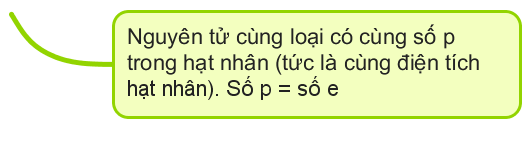 Nguyên tử cùng loại có cùng số p
trong hạt nhân (tức là cùng điện tích
hạt nhân). Số p = số e